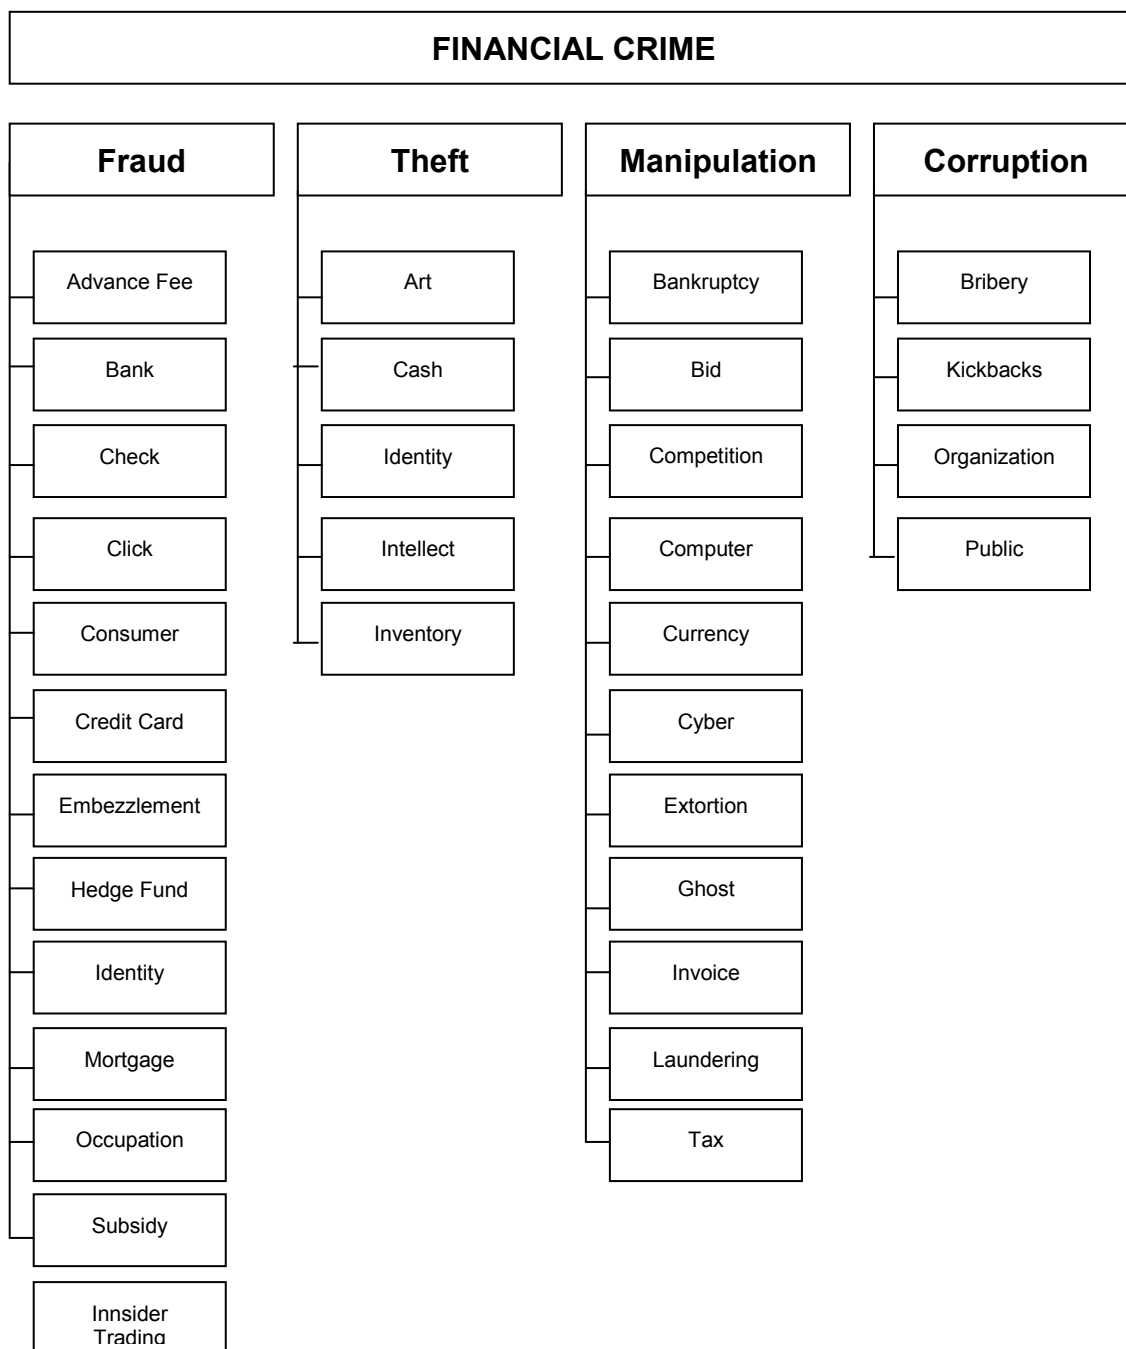 FINANCIAL CRIME
Fraud
Theft
Manipulation
Corruption
Advance Fee
Bank
Check
Click
Consumer
Credit Card
Embezzlement
Hedge Fund
Identity
Mortgage
Occupation
Subsidy
Innsider
Trading
Art
Cash
Identity
Intellect
Inventory
Bankruptcy
Bid
Competition
Computer
Currency
Cyber
Extortion
Ghost
Invoice
Laundering
Tax
Bribery
Kickbacks
Organization
Public